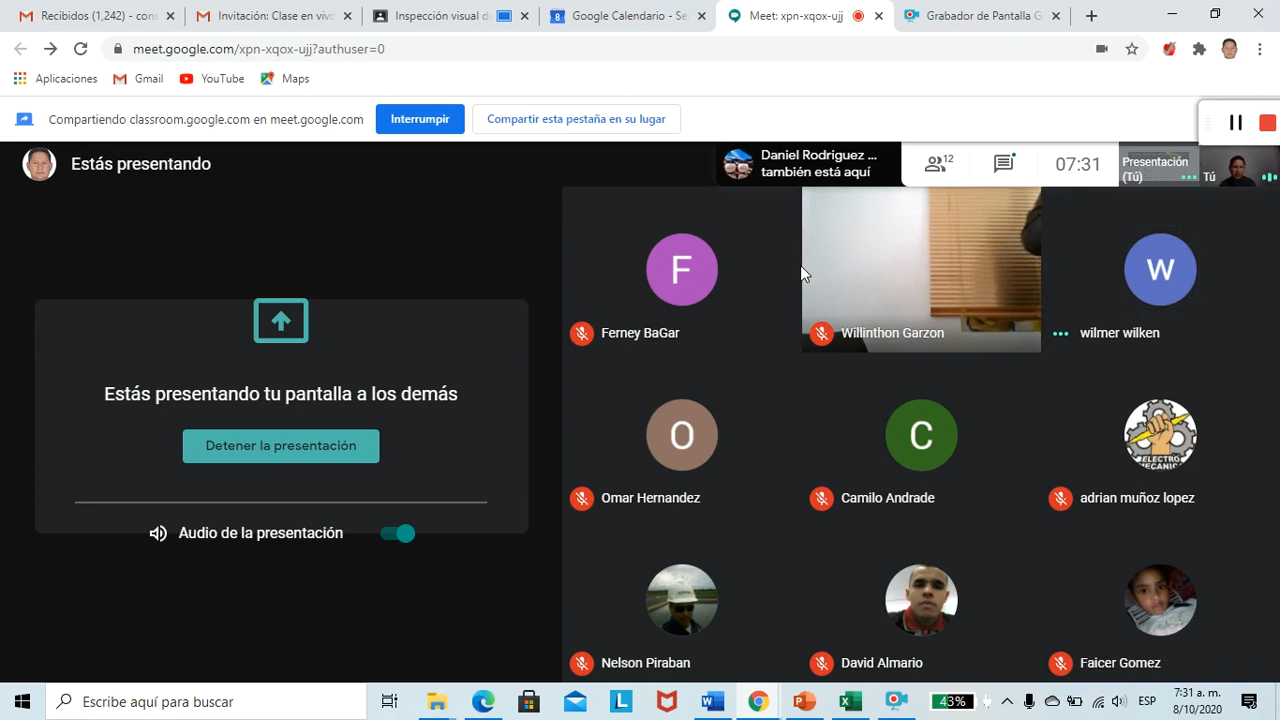 Recibidos (1,242) - con
Invitación: Clase en vivo
Inspección visual d
Google Calendario - Se
Meet: xpn-xqox-ujj
Grabador de Pantalla G
meet.google.com/xpn-xqox-ujj?authuser=0
Aplicaciones
Gmail
YouTube
Maps
Compartiendo classroom.google.com en meet.google.com
Interrumpir
Compartir esta pestaña en su lugar
Estás presentando
Daniel Rodriguez ...
también está aquí
12
07:31
Presentación
(Tú)
Tú
F
Ferney BaGar
Willinthon Garzon
W
wilmer wilken
Estás presentando tu pantalla a los demás
Detener la presentación
Audio de la presentación
O
Omar Hernandez
C
Camilo Andrade
ELECTRO
MECANICA
adrian muñoz lopez
Nelson Piraban
David Almario
Faicer Gomez
Escribe aquí para buscar
43%
ESP
7:31 a. m.
8/10/2020